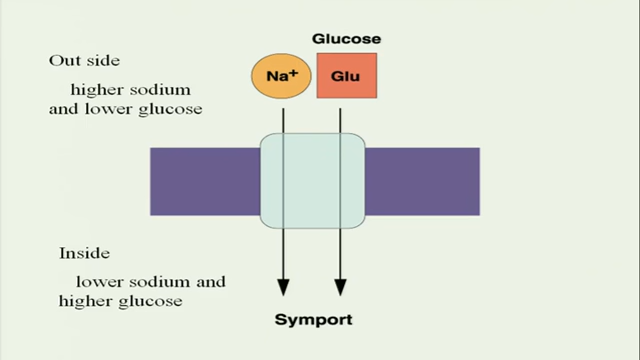 Out side
higher sodium
and lower glucose
Glucose
Na+
Glu
Inside
lower sodium and
higher glucose
Symport